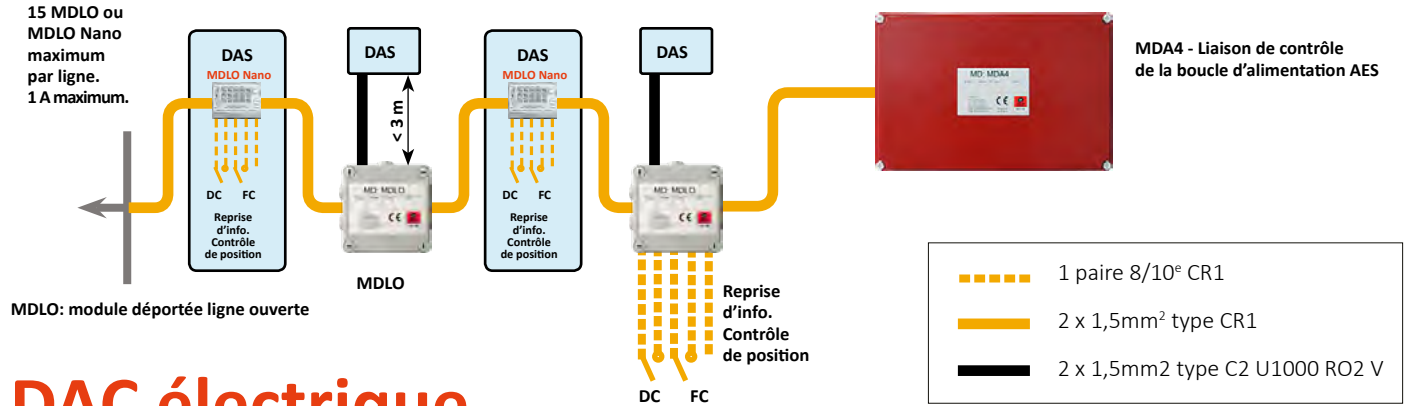 15 MDLO ou
MDLO Nano
maximum
par ligne.
1 A maximum.
DAS
MDLO Nano
DC FC
Reprise
d'info.
Contrôle
de position
DAS
< 3 m
MD: MDLO
CE
MDLO
DAS
MDLO Nano
DC FC
Reprise
d'info.
Contrôle
de position
DAS
MD: MDLO
CE
Reprise
d'info.
Contrôle
de position
DC FC
MD: MDA4
CE
MDA4 - Liaison de contrôle
de la boucle d'alimentation AES
MDLO: module déportée ligne ouverte
1 paire 8/10e CR1
2 x 1,5mm² type CR1
2 x 1,5mm2 type C2 U1000 RO2 V
DAC électrique